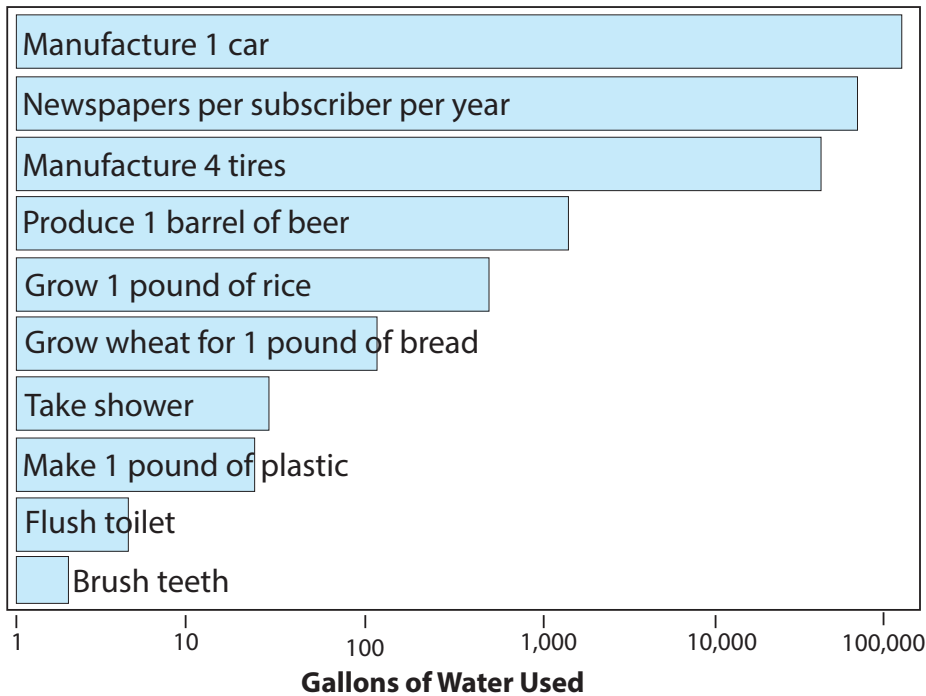 Manufacture 1 car
Newspapers per subscriber per year
Manufacture 4 tires
Produce 1 barrel of beer
Grow 1 pound of rice
Grow wheat for 1 pound of bread
Take shower
Make 1 pound of plastic
Flush toilet
Brush teeth
1 10 100 1,000 10,000 100,000
Gallons of Water Used